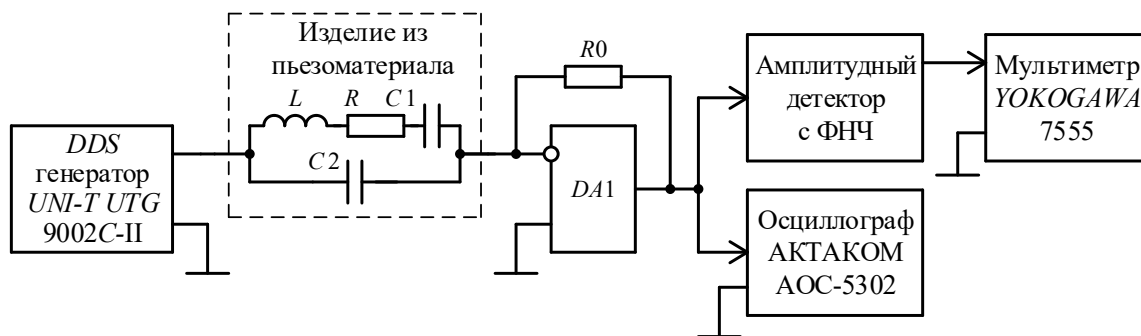 Изделие из
пьезоматериала
L
R
C1
C2
DDS
генератор
UNI-T UTG
9002C-II
R0
DA1
Амплитудный
детектор
с ФНЧ
Мультиметр
YOKOGAWA
7555
Осциллограф
АКТАКОМ
АОС-5302